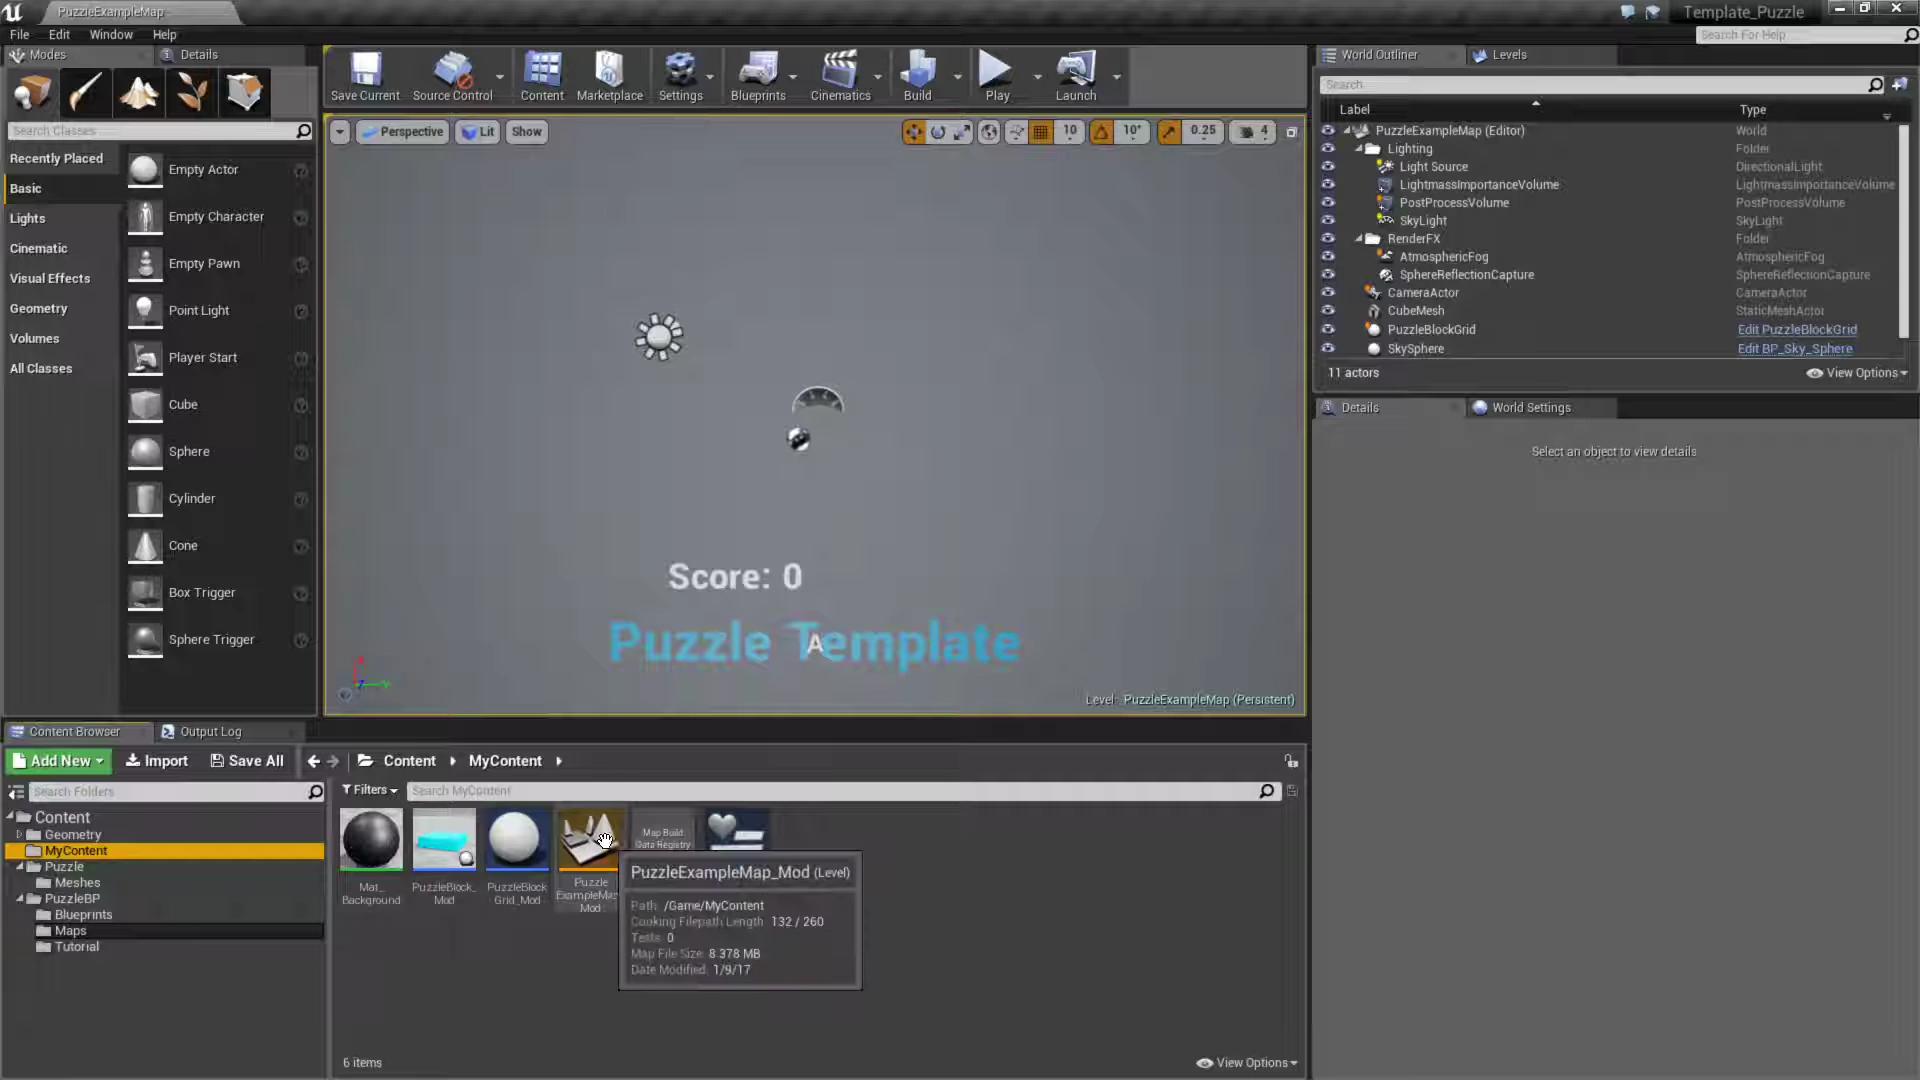 PuzzleExampleMap
Template_Puzzle
File Edit Window Help
Search For Help
Modes
Details
Save Current
Source Control
Content
Marketplace
Settings
Blueprints
Cinematics
Build
Play
Launch
World Outliner
Levels
Search
Search Classes
Perspective
Lit
Show
10
10°
0.25
4
Label
Type
PuzzleExampleMap (Editor) World
Lighting Folder
Light Source DirectionalLight
LightmassImportanceVolume LightmassImportanceVolume
PostProcessVolume PostProcessVolume
SkyLight SkyLight
RenderFX Folder
AtmosphericFog AtmosphericFog
SphereReflectionCapture SphereReflectionCapture
CameraActor CameraActor
CubeMesh StaticMeshActor
PuzzleBlockGrid Edit PuzzleBlockGrid
SkySphere Edit BP_Sky_Sphere
11 actors
View Options
Details
World Settings
Select an object to view details
Recently Placed
Basic
Lights
Cinematic
Visual Effects
Geometry
Volumes
All Classes
Empty Actor
Empty Character
Empty Pawn
Point Light
Player Start
Cube
Sphere
Cylinder
Cone
Box Trigger
Sphere Trigger
Score: 0
Puzzle Template
A
Level: PuzzleExampleMap (Persistent)
Content Browser
Output Log
Add New
Import
Save All
Content
MyContent
Search Folders
Filters
Search MyContent
Content
Geometry
MyContent
Puzzle
Meshes
PuzzleBP
Blueprints
Maps
Tutorial
Mat_
Background
PuzzleBlock_
Mod
PuzzleBlock
Grid_Mod
Puzzle
ExampleMap_
Mod
Map Build
Data Registry
PuzzleExampleMap_Mod (Level)
Path: /Game/MyContent
Cooking Filepath Length 132 / 260
Tests: 0
Map File Size: 8.378 MB
Date Modified: 1/9/17
6 items
View Options